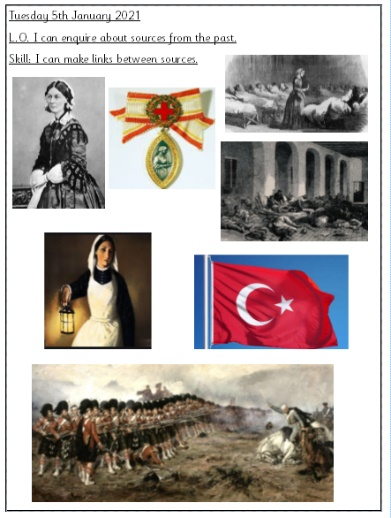 Tuesday 5th January 2021
L.O. I can enquire about sources from the past.
Skill: I can make links between sources.